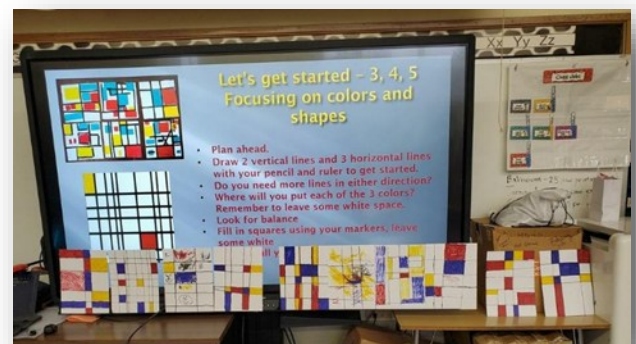 Xx Yy Zz
Let's get started – 3, 4, 5
Focusing on colors and
shapes
• Plan ahead.
• Draw 2 vertical lines and 3 horizontal lines
with your pencil and ruler to get started.
• Do you need more lines in either direction?
• Where will you put each of the 3 colors?
Remember to leave some white space.
• Look for balance
• Fill in squares using your markers, leave
some white